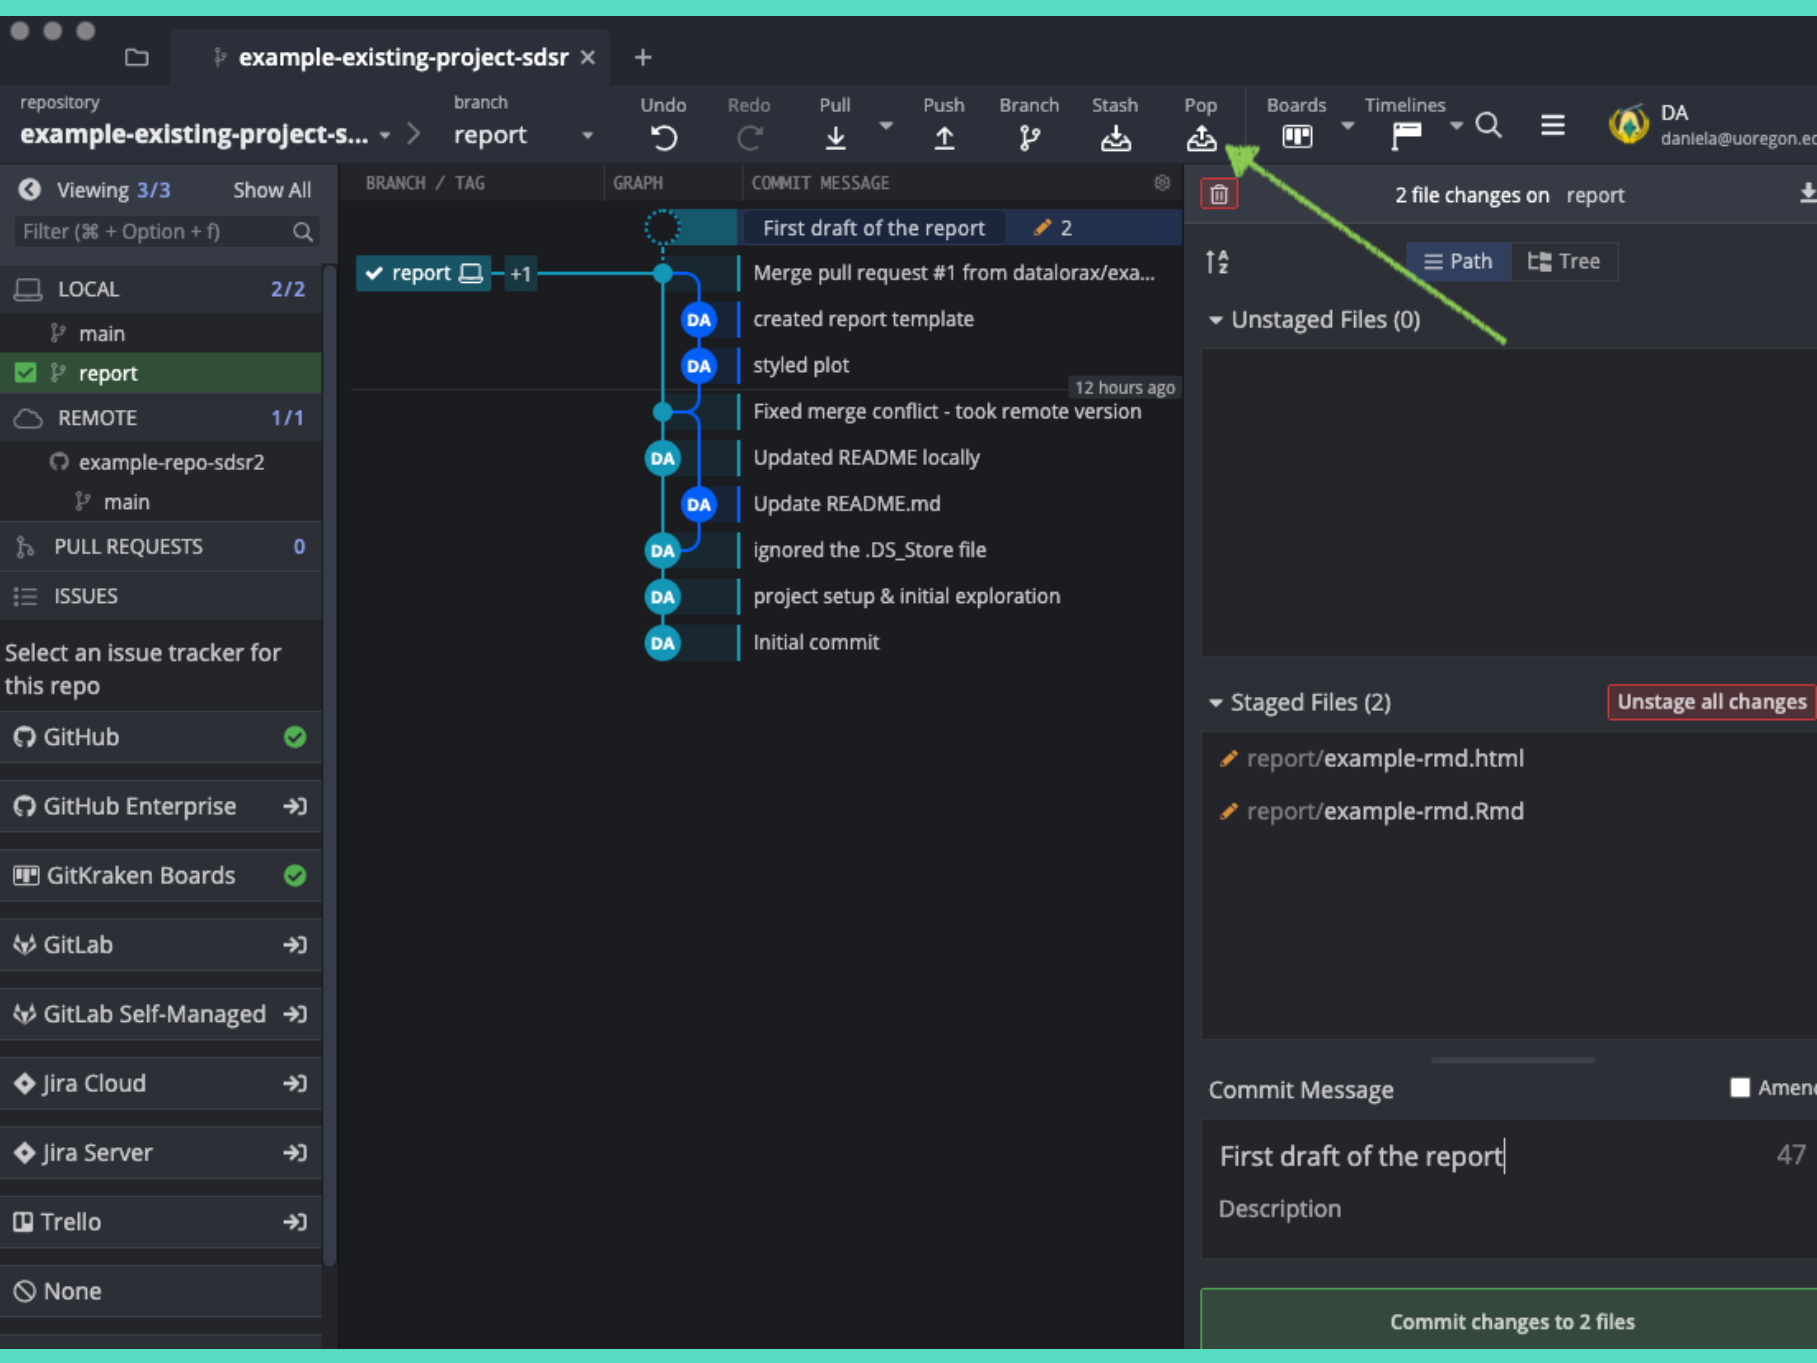 example-existing-project-sdsr
repository
example-existing-project-s...
branch
report
Undo
Redo
Pull
Push
Branch
Stash
Pop
Boards
Timelines
DA
daniela@uoregon.ec
Viewing 3/3
Show All
Filter (⌘ + Option + f)
LOCAL 2/2
main
report
REMOTE 1/1
example-repo-sdsr2
main
PULL REQUESTS 0
ISSUES
Select an issue tracker for
this repo
GitHub
GitHub Enterprise
GitKraken Boards
GitLab
GitLab Self-Managed
Jira Cloud
Jira Server
Trello
None
BRANCH / TAG
GRAPH
COMMIT MESSAGE
First draft of the report 2
report +1
Merge pull request #1 from datalorax/exa...
DA created report template
DA styled plot
12 hours ago
Fixed merge conflict - took remote version
DA Updated README locally
DA Update README.md
DA ignored the .DS_Store file
DA project setup & initial exploration
DA Initial commit
2 file changes on report
A
Z
Path
Tree
Unstaged Files (0)
Staged Files (2)
Unstage all changes
report/example-rmd.html
report/example-rmd.Rmd
Commit Message
Amend
First draft of the report
47
Description
Commit changes to 2 files